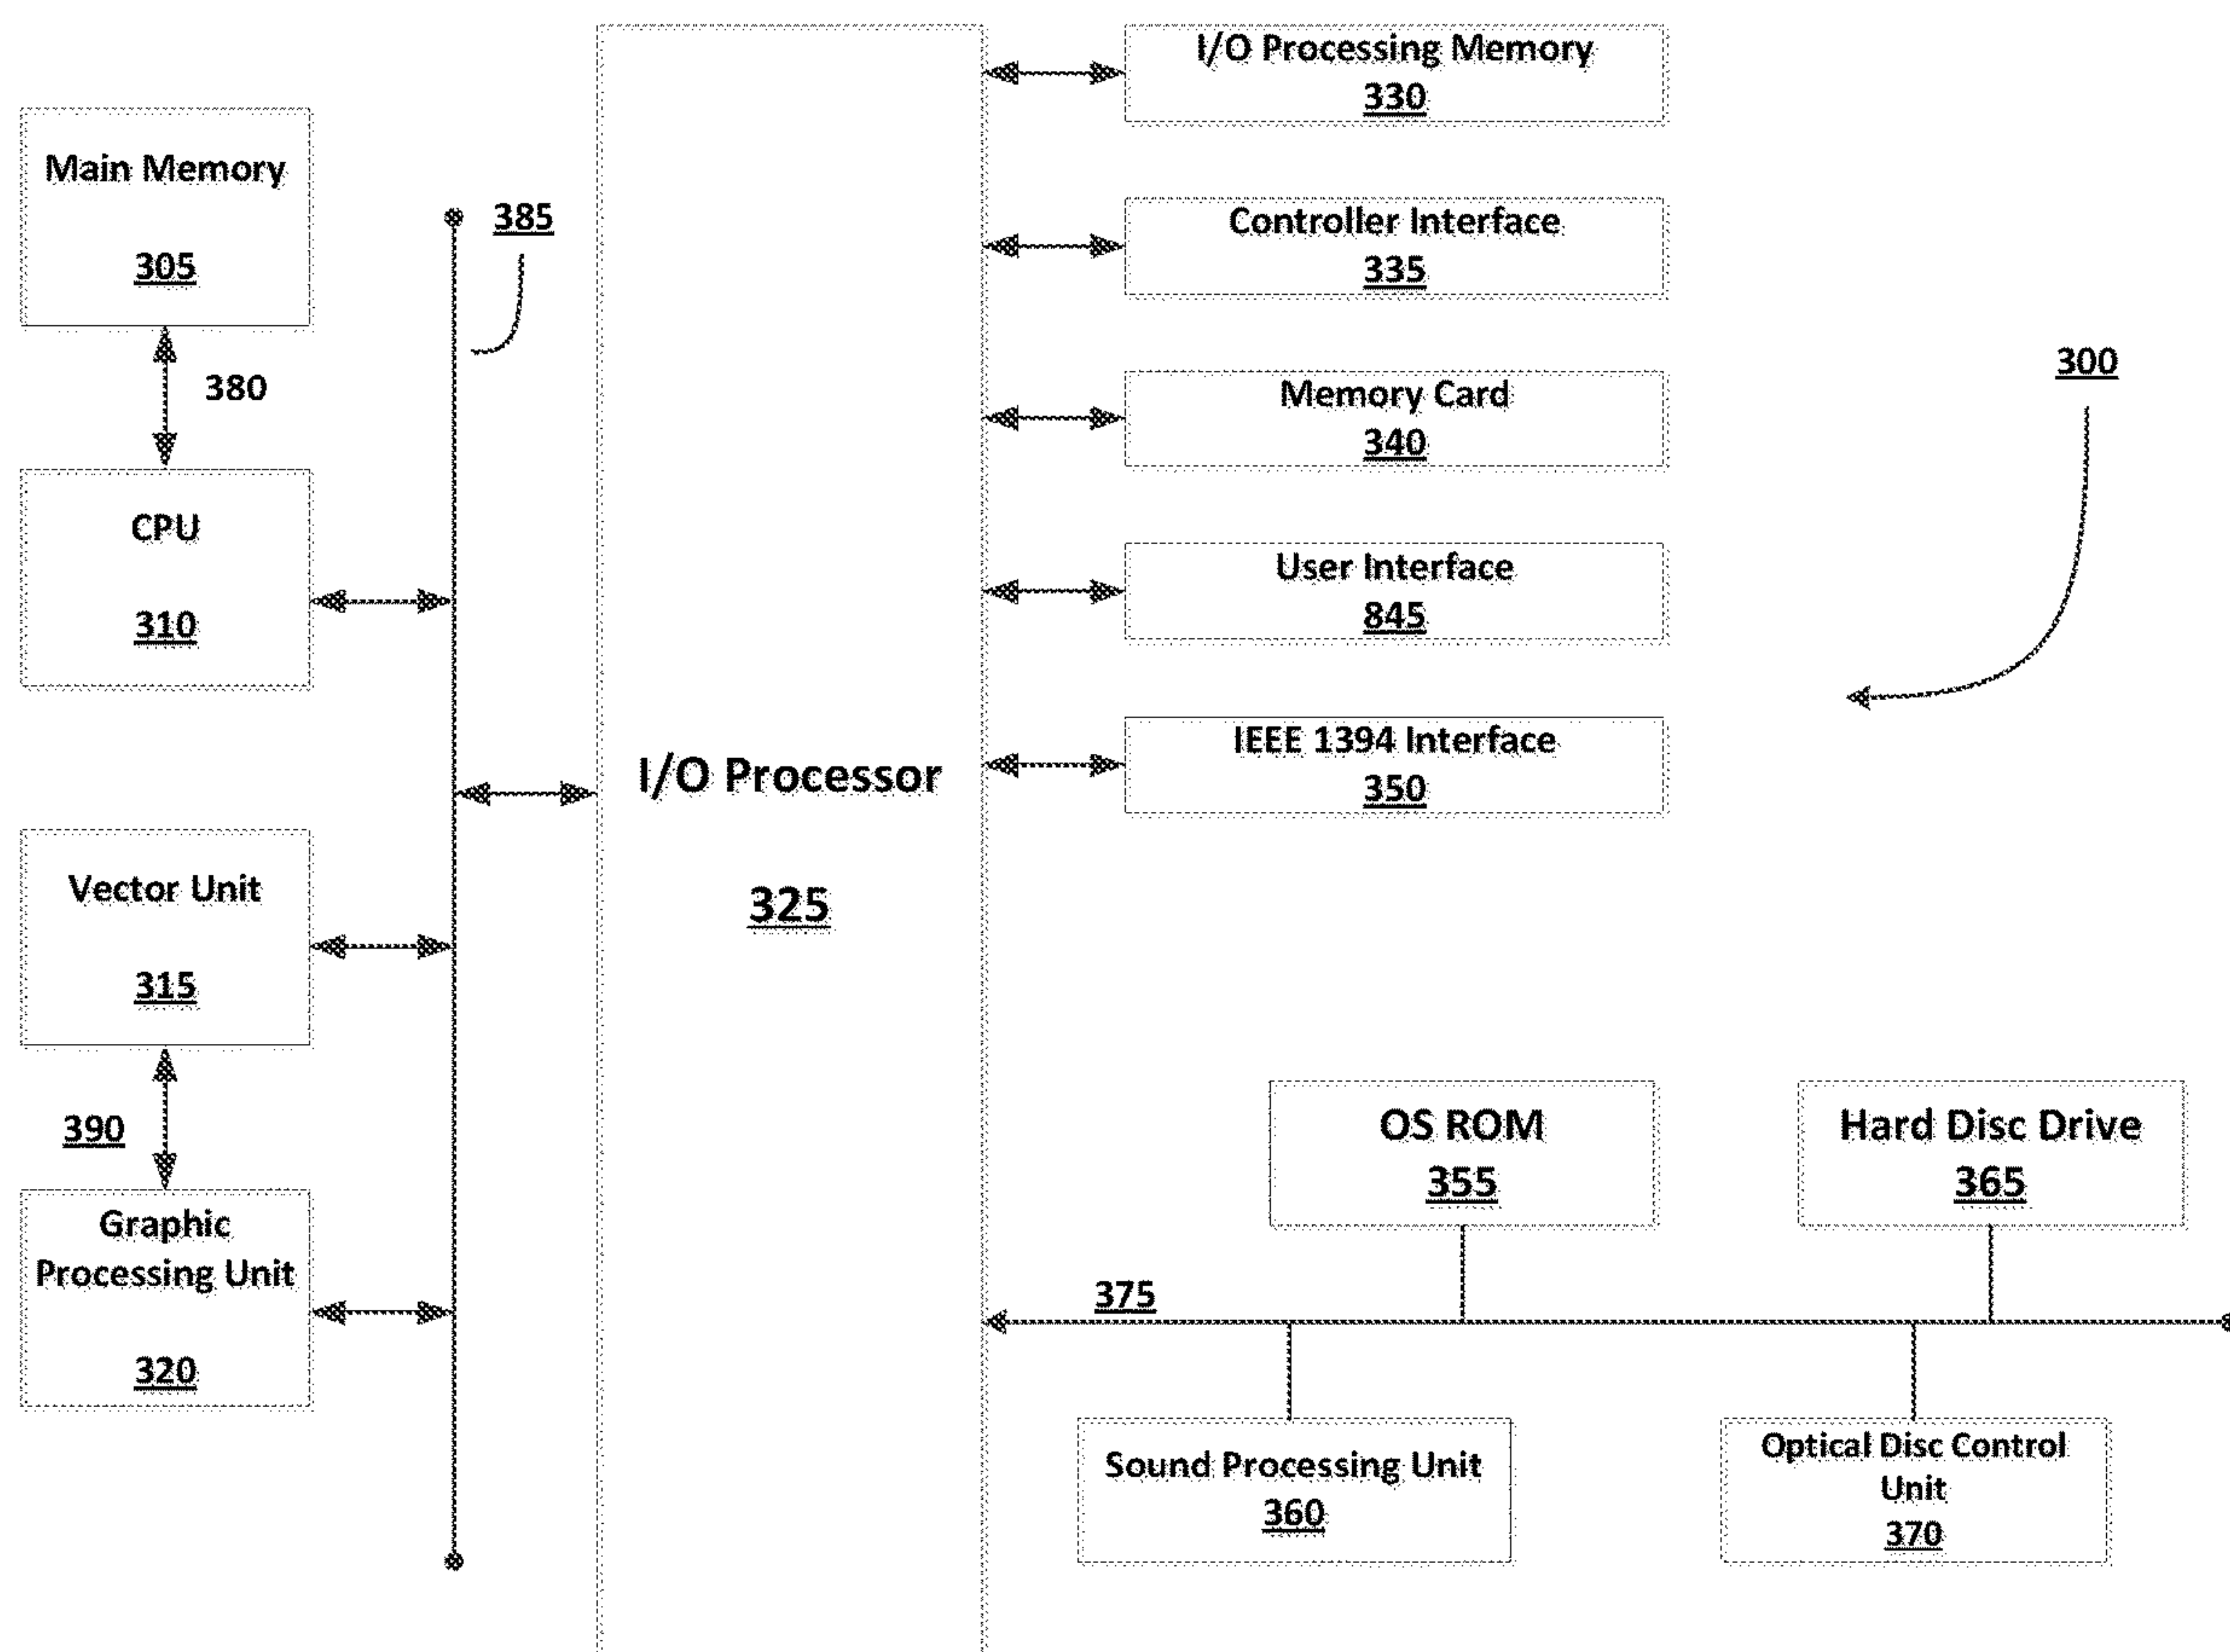 Main Memory
305
380
CPU
310
Vector Unit
315
390
Graphic
Processing Unit
320
385
I/O Processor
325
I/O Processing Memory
330
Controller Interface
335
Memory Card
340
User Interface
845
IEEE 1394 Interface
350
300
OS ROM
355
Hard Disc Drive
365
375
Sound Processing Unit
360
Optical Disc Control
Unit
370